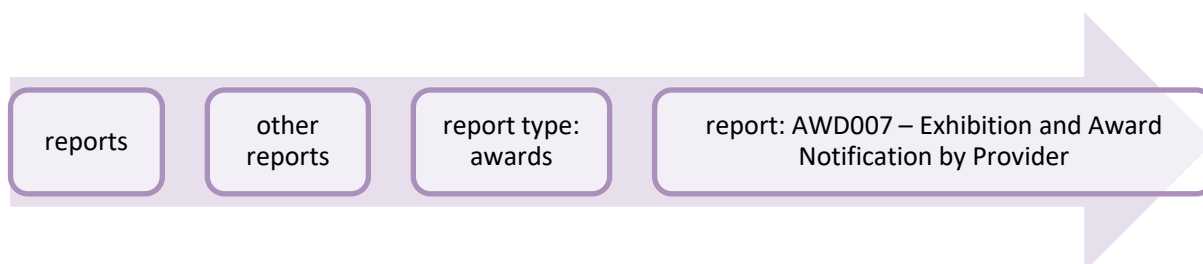 reports
other
reports
report type:
awards
report: AWD007 – Exhibition and Award
Notification by Provider